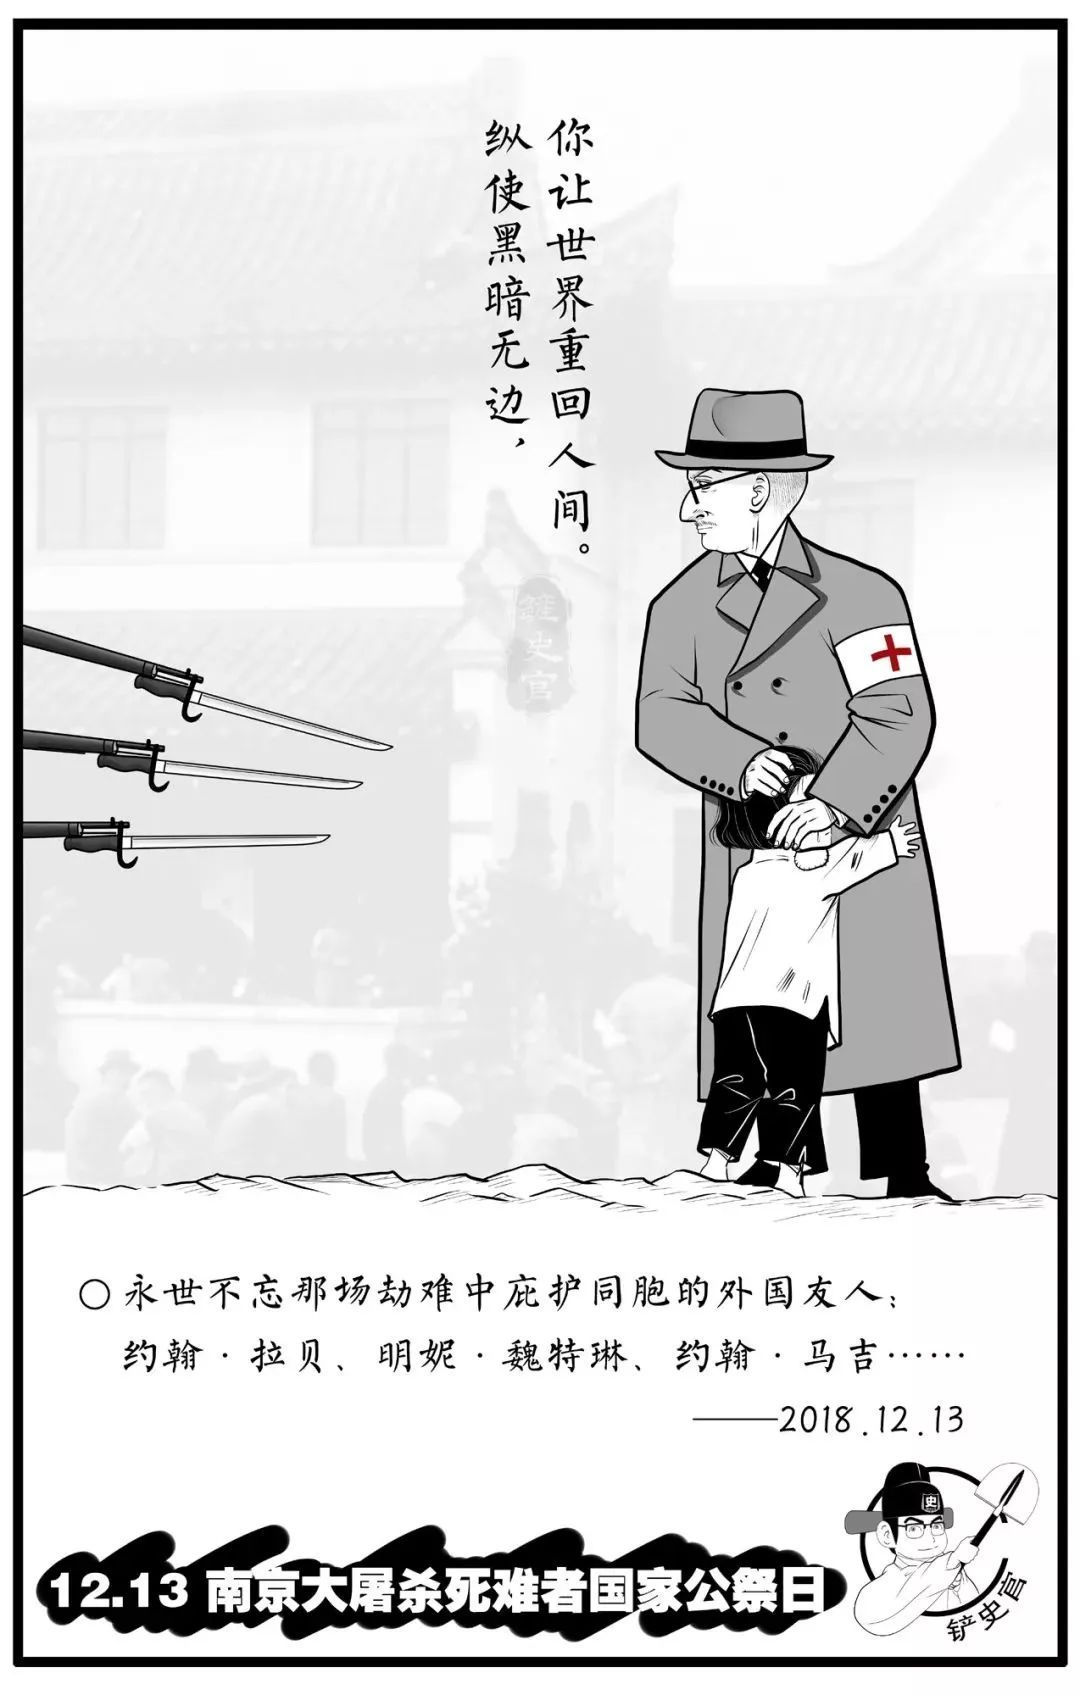 纵使黑暗无边，
你让世界重回人间。
鏟史官
○永世不忘那场劫难中庇护同胞的外国友人：
约翰·拉贝、明妮·魏特琳、约翰·马吉……
——2018.12.13
史
铲史官
12.13 南京大屠杀死难者国家公祭日